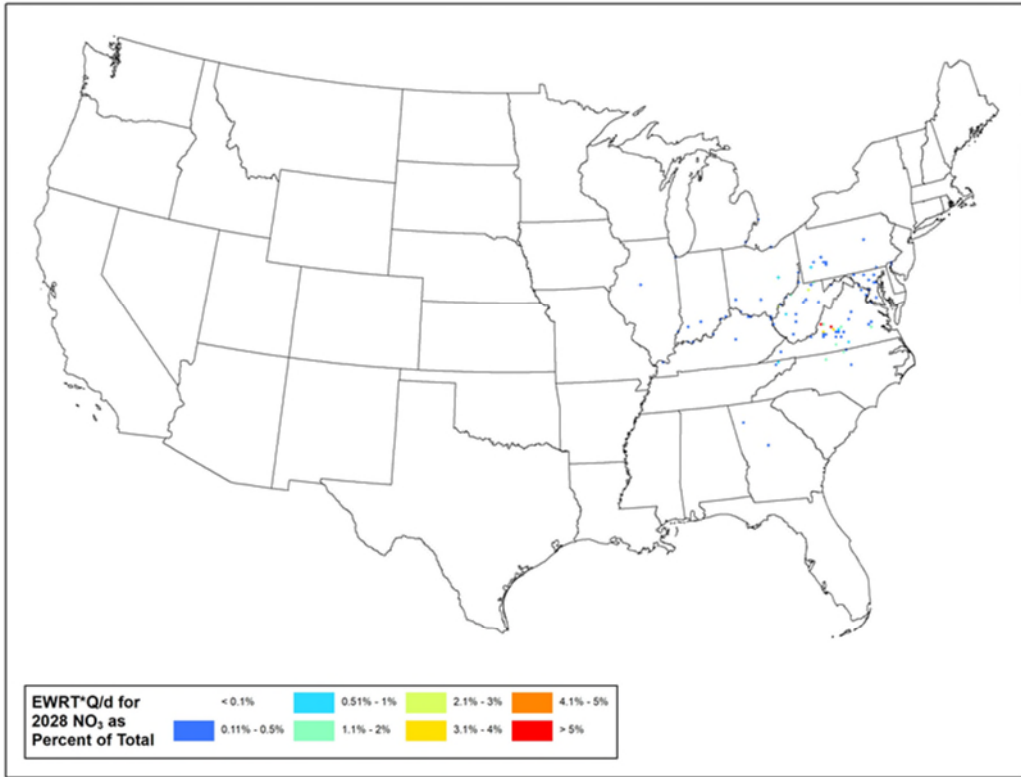 EWRT*Q/d for
2028 NO₃ as
Percent of Total
< 0.1%
0.51% - 1%
2.1% - 3%
4.1% - 5%
0.11% - 0.5%
1.1% - 2%
3.1% - 4%
> 5%